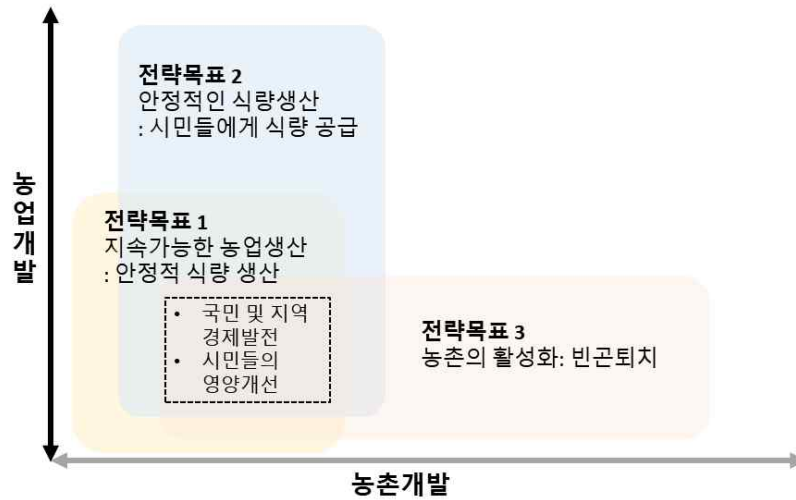 전략목표 2
안정적인 식량생산
: 시민들에게 식량 공급
농업개발
전략목표 1
지속가능한 농업생산
: 안정적 식량 생산
• 국민 및 지역
경제발전
• 시민들의
영양개선
전략목표 3
농촌의 활성화: 빈곤퇴치
농촌개발